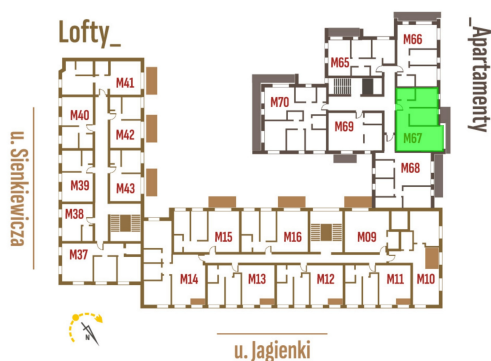 Lofty_
_Apartamenty
M66
M65
M41
M70
M40
M42
M69
M67
M39
M43
M68
M38
M15
M16
M09
M37
M14
M13
M12
M11
M10
u. Sienkiewicza
N
u. Jagienki